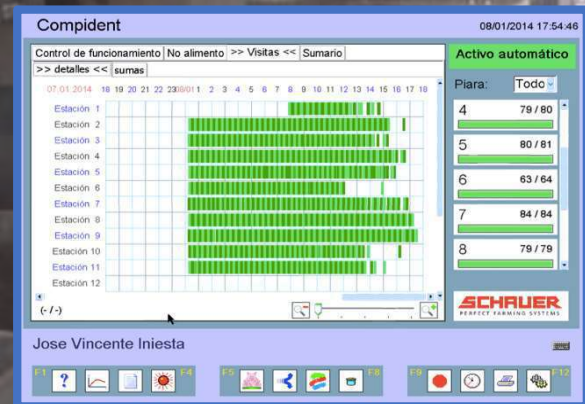 Compident
08/01/2014 17:54:46
Control de funcionamiento No alimento >> Visitas << Sumario
>> detalles << sumas
Activo automático
07.01.2014 18 19 20 21 22 23 08/01 1 2 3 4 5 6 7 8 9 10 11 12 13 14 15 16 17 18
Piara: Todo
Estación 1
Estación 2
Estación 3
Estación 4
Estación 5
Estación 6
Estación 7
Estación 8
Estación 9
Estación 10
Estación 11
Estación 12
4 79 / 80
5 80 / 81
6 63 / 64
7 84 / 84
8 79 / 79
(- / -)
SCHAUER
PERFECT FARMING SYSTEMS
Jose Vincente Iniesta
F1 ? F4 F5 F8 F9 F12